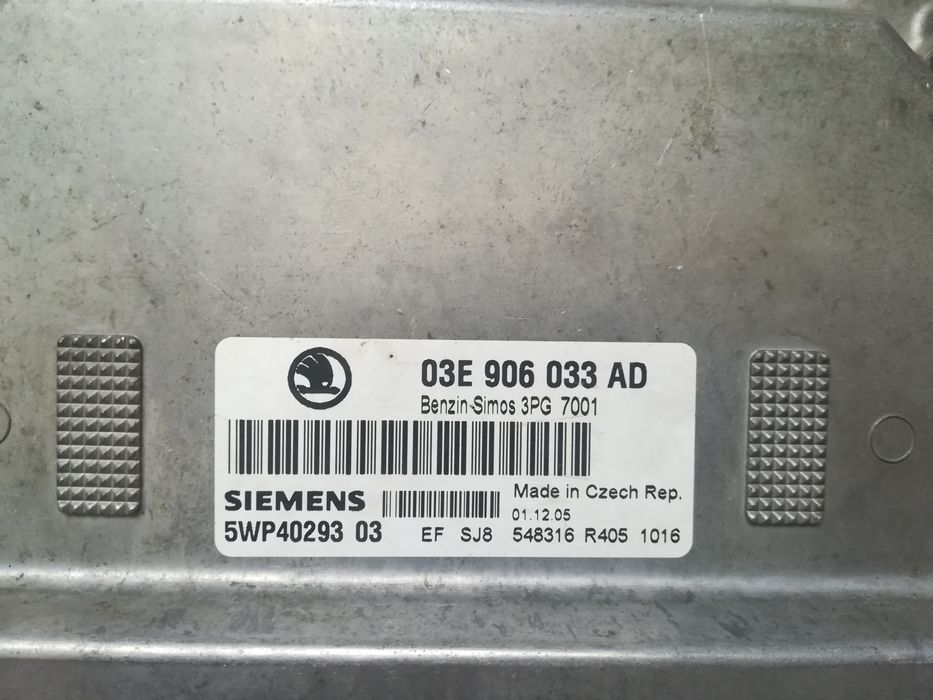 03E 906 033 AD
Benzin-Simos 3PG 7001
SIEMENS
Made in Czech Rep.
01.12.05
5WP40293 03 EF SJ8 548316 R405 1016